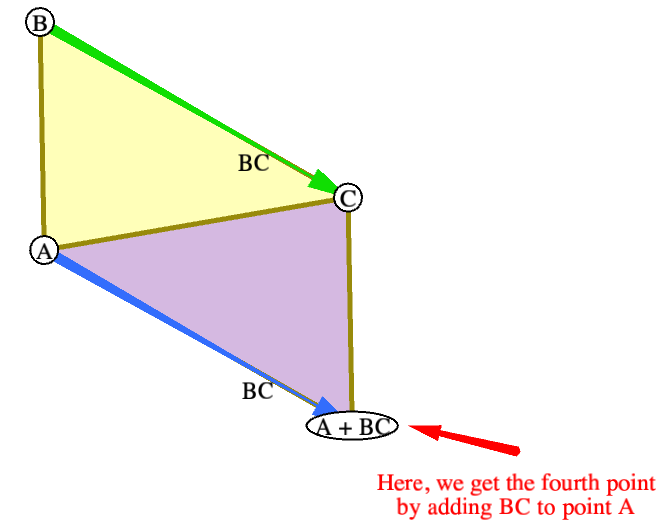 B
BC
C
A
BC
A + BC
Here, we get the fourth point
by adding BC to point A